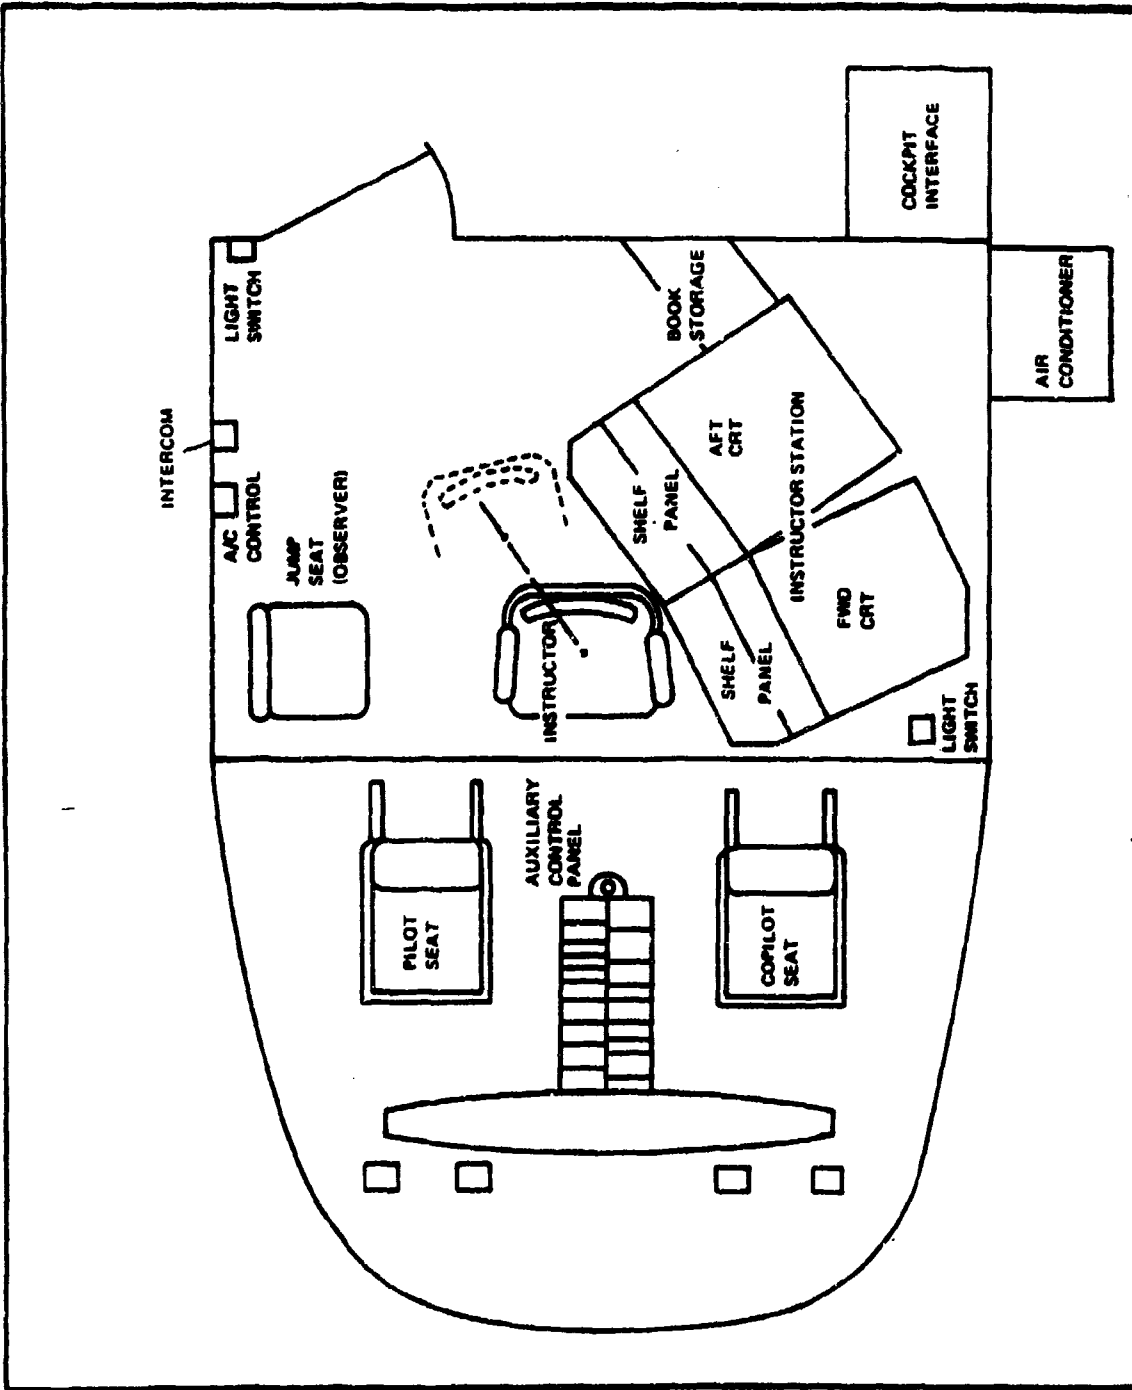 COCKPIT
INTERFACE
AIR
CONDITIONER
LIGHT
SWITCH
BOOK
STORAGE
INTERCOM
A/C
CONTROL
JUMP
SEAT
(OBSERVER)
AFT
CRT
SHELF
PANEL
INSTRUCTOR STATION
INSTRUCTOR
SHELF
PANEL
FWD
CRT
LIGHT
SWITCH
AUXILIARY
CONTROL
PANEL
PILOT
SEAT
COPILOT
SEAT